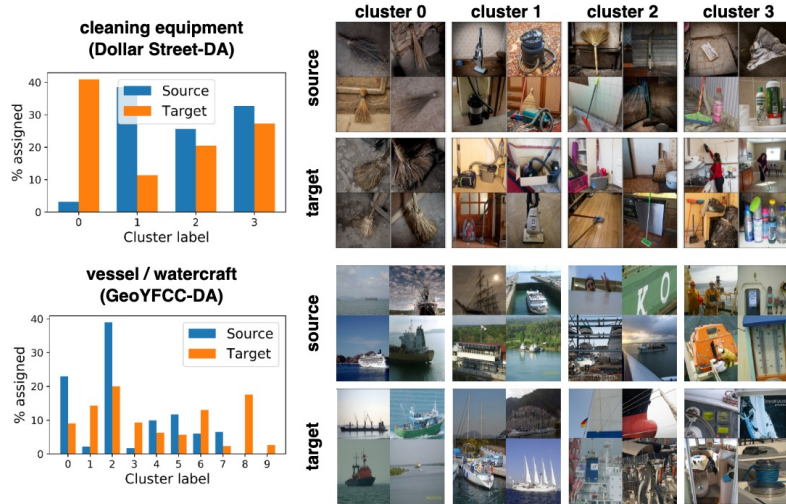 cleaning equipment
(Dollar Street-DA)
Source
Target
% assigned
40
30
20
10
0
0 1 2 3
Cluster label
cluster 0 cluster 1 cluster 2 cluster 3
source
target
vessel / watercraft
(GeoYFCC-DA)
Source
Target
% assigned
40
30
20
10
0
0 1 2 3 4 5 6 7 8 9
Cluster label
source
K O
target